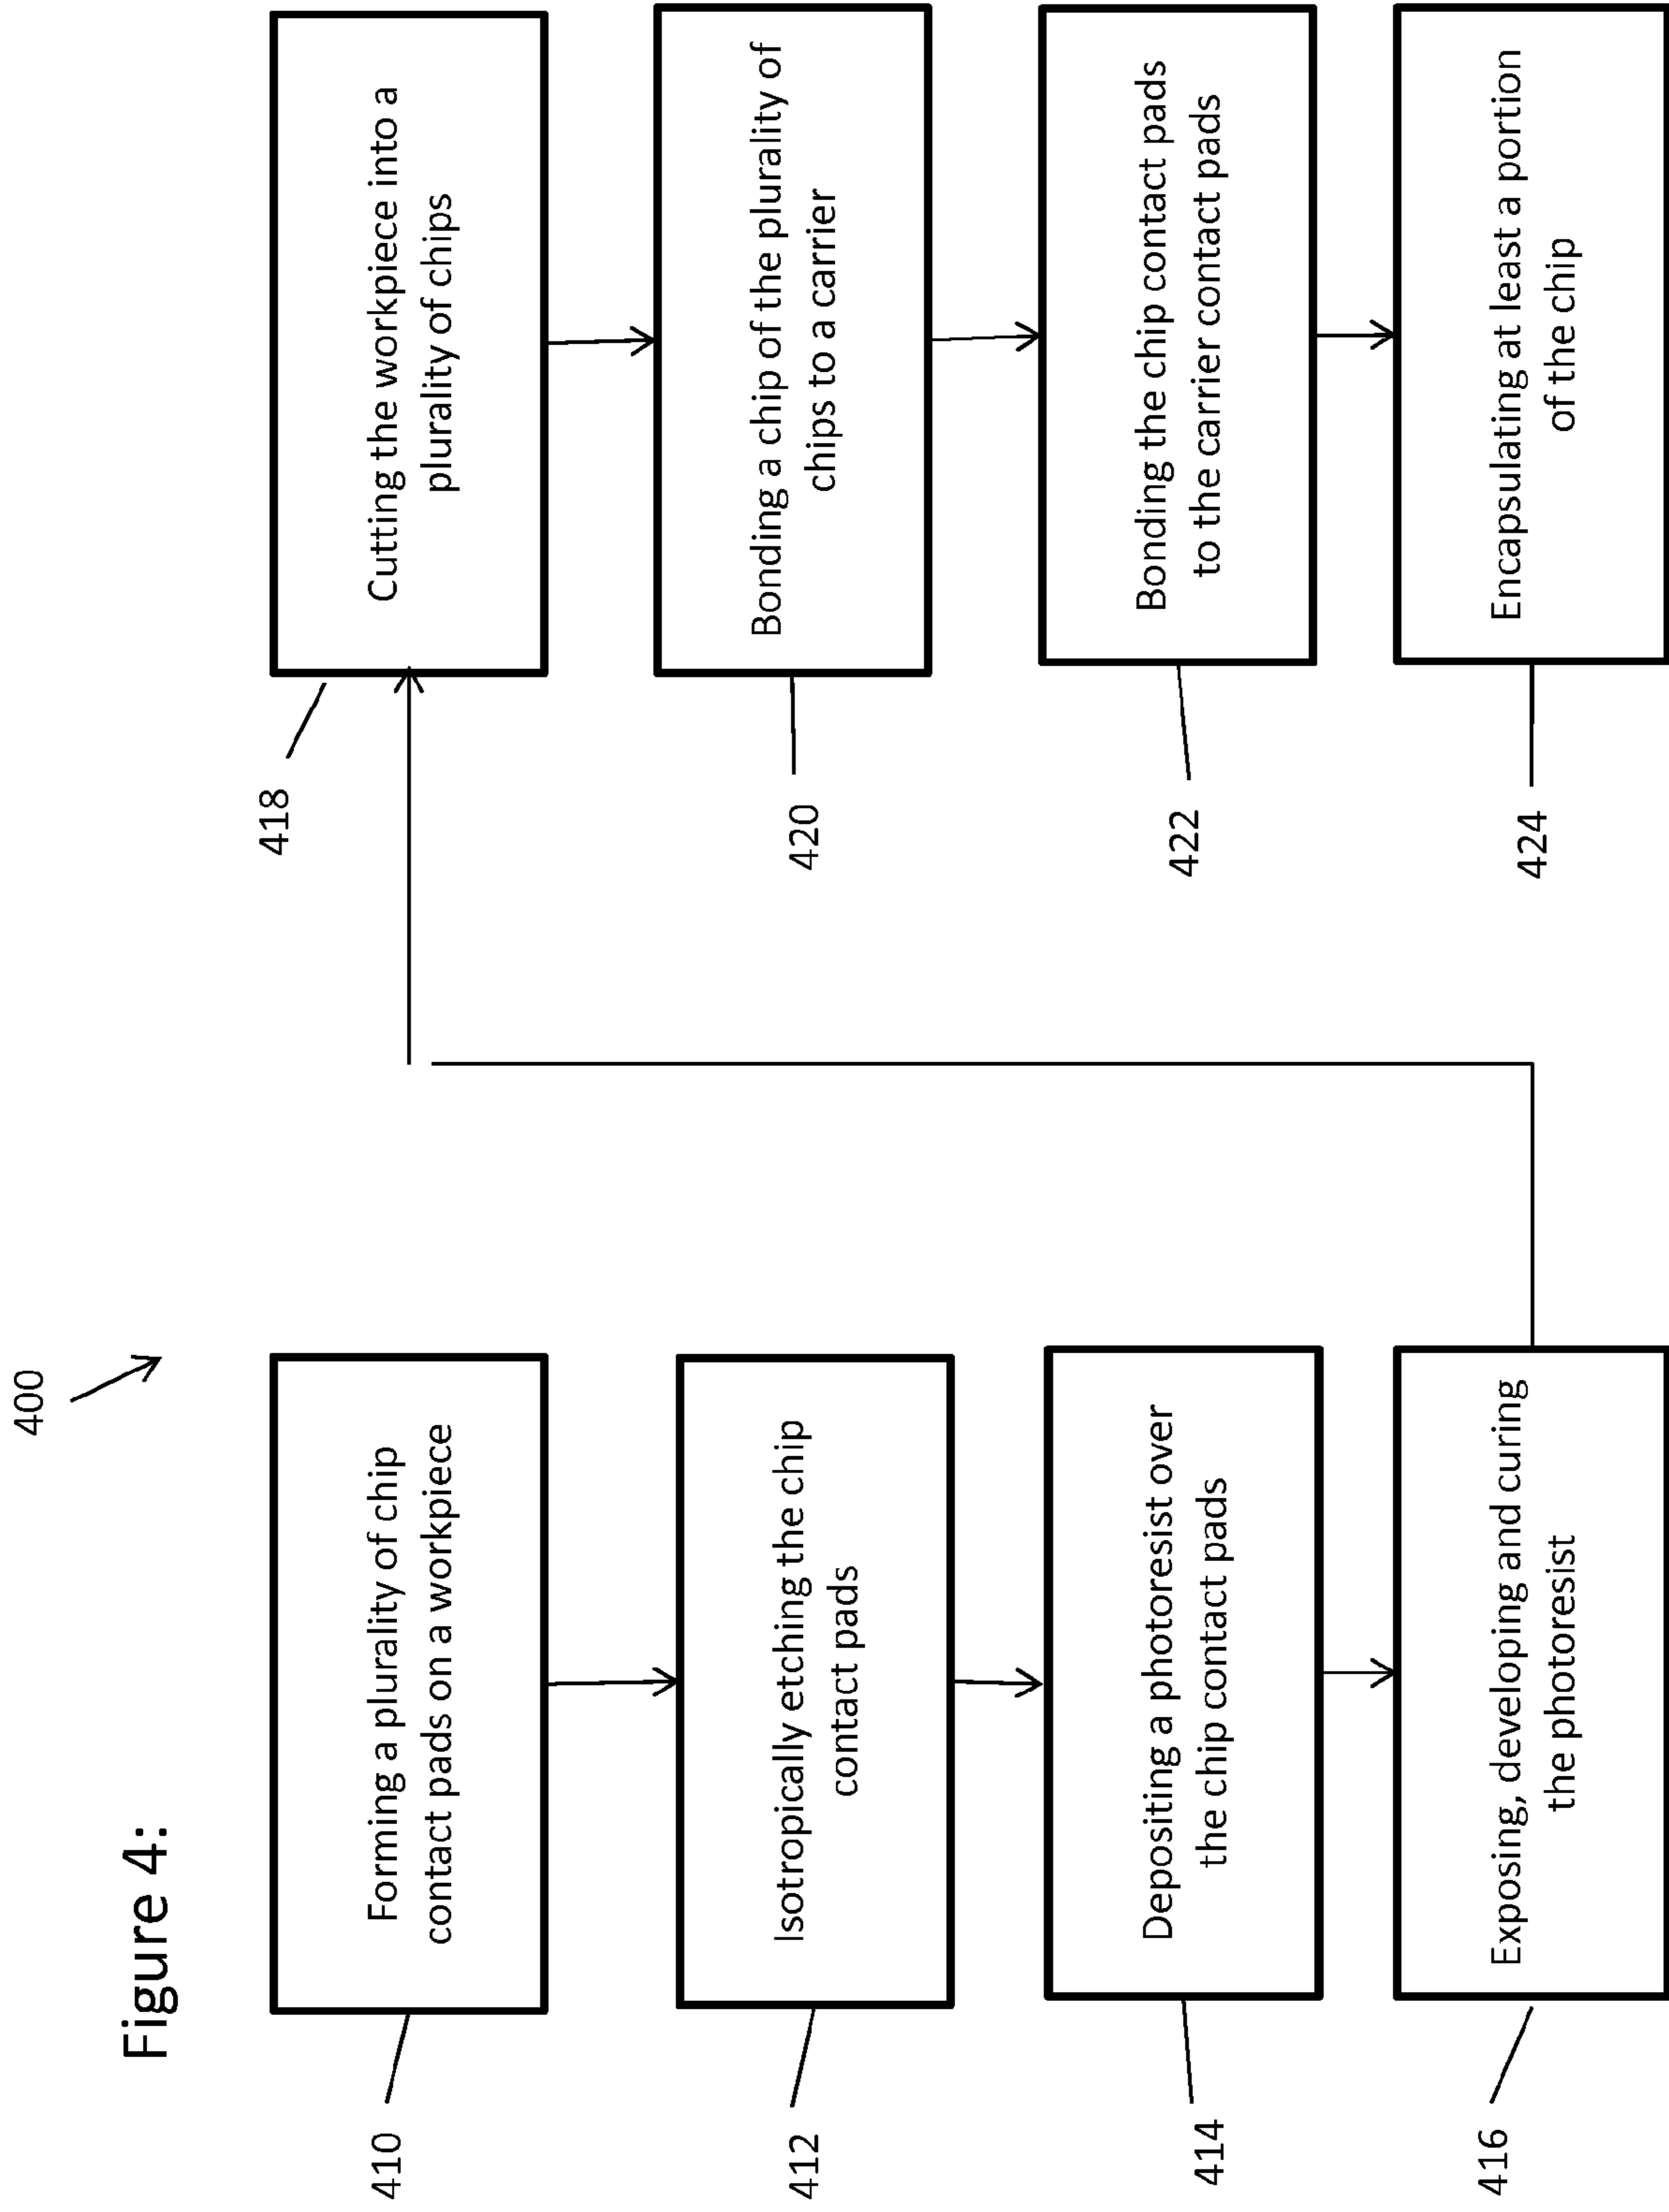 Figure 4:
400
410
Forming a plurality of chip
contact pads on a workpiece
412
Isotropically etching the chip
contact pads
414
Depositing a photoresist over
the chip contact pads
416
Exposing, developing and curing
the photoresist
418
Cutting the workpiece into a
plurality of chips
420
Bonding a chip of the plurality of
chips to a carrier
422
Bonding the chip contact pads
to the carrier contact pads
424
Encapsulating at least a portion
of the chip